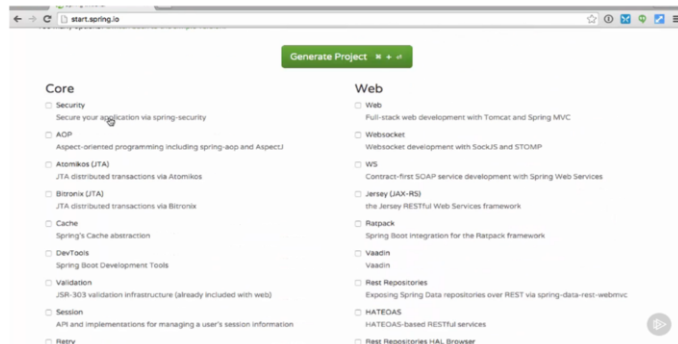 start.spring.io
Generate Project ⌘ + ⏎
Core
Security
Secure your application via spring-security
AOP
Aspect-oriented programming including spring-aop and AspectJ
Atomikos (JTA)
JTA distributed transactions via Atomikos
Bitronix (JTA)
JTA distributed transactions via Bitronix
Cache
Spring's Cache abstraction
DevTools
Spring Boot Development Tools
Validation
JSR-303 validation infrastructure (already included with web)
Session
API and implementations for managing a user's session information
Retry
Web
Web
Full-stack web development with Tomcat and Spring MVC
Websocket
Websocket development with SockJS and STOMP
WS
Contract-first SOAP service development with Spring Web Services
Jersey (JAX-RS)
the Jersey RESTful Web Services framework
Ratpack
Spring Boot integration for the Ratpack framework
Vaadin
Vaadin
Rest Repositories
Exposing Spring Data repositories over REST via spring-data-rest-webmvc
HATEOAS
HATEOAS-based RESTful services
Rest Repositories HAL Browser